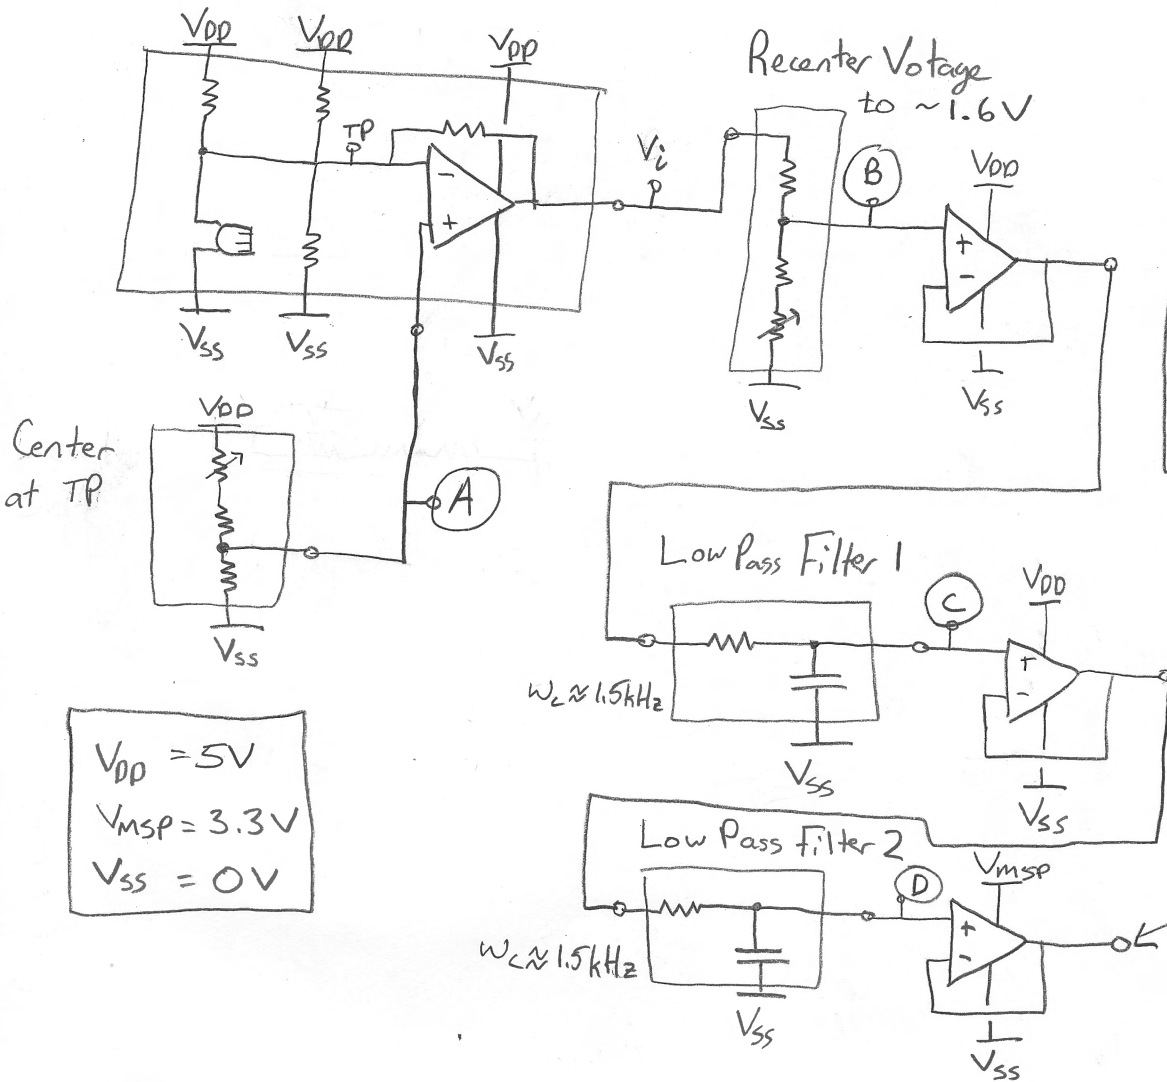 VDD
VDD
VDD
TP
-
+
Vi
VSS
VSS
VSS
Recenter Votage
to ~1.6V
B
VDD
+
-
VSS
VSS
Center
at TP
VDD
A
VSS
Low Pass Filter 1
C
VDD
+
-
ωc≈1.5kHz
VSS
VSS
VDD = 5V
VMSP = 3.3V
VSS = 0V
Low Pass Filter 2
D
VMSP
+
-
ωc≈1.5kHz
VSS
VSS